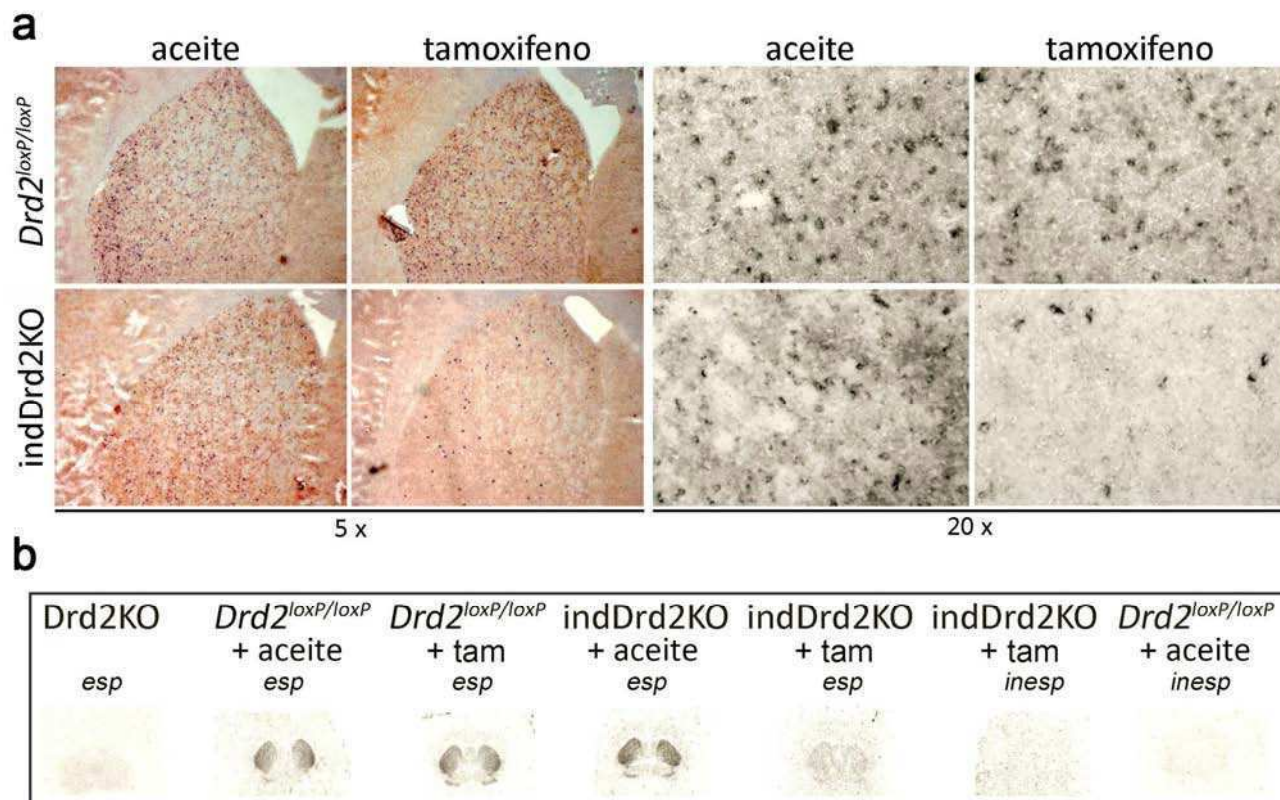 a
aceite tamoxifeno aceite tamoxifeno
Drd2loxP/loxP
indDrd2KO
5 x 20 x
b
Drd2KO Drd2loxP/loxP Drd2loxP/loxP indDrd2KO indDrd2KO indDrd2KO Drd2loxP/loxP
+ aceite + tam + aceite + tam + tam + aceite
esp esp esp esp esp inesp inesp